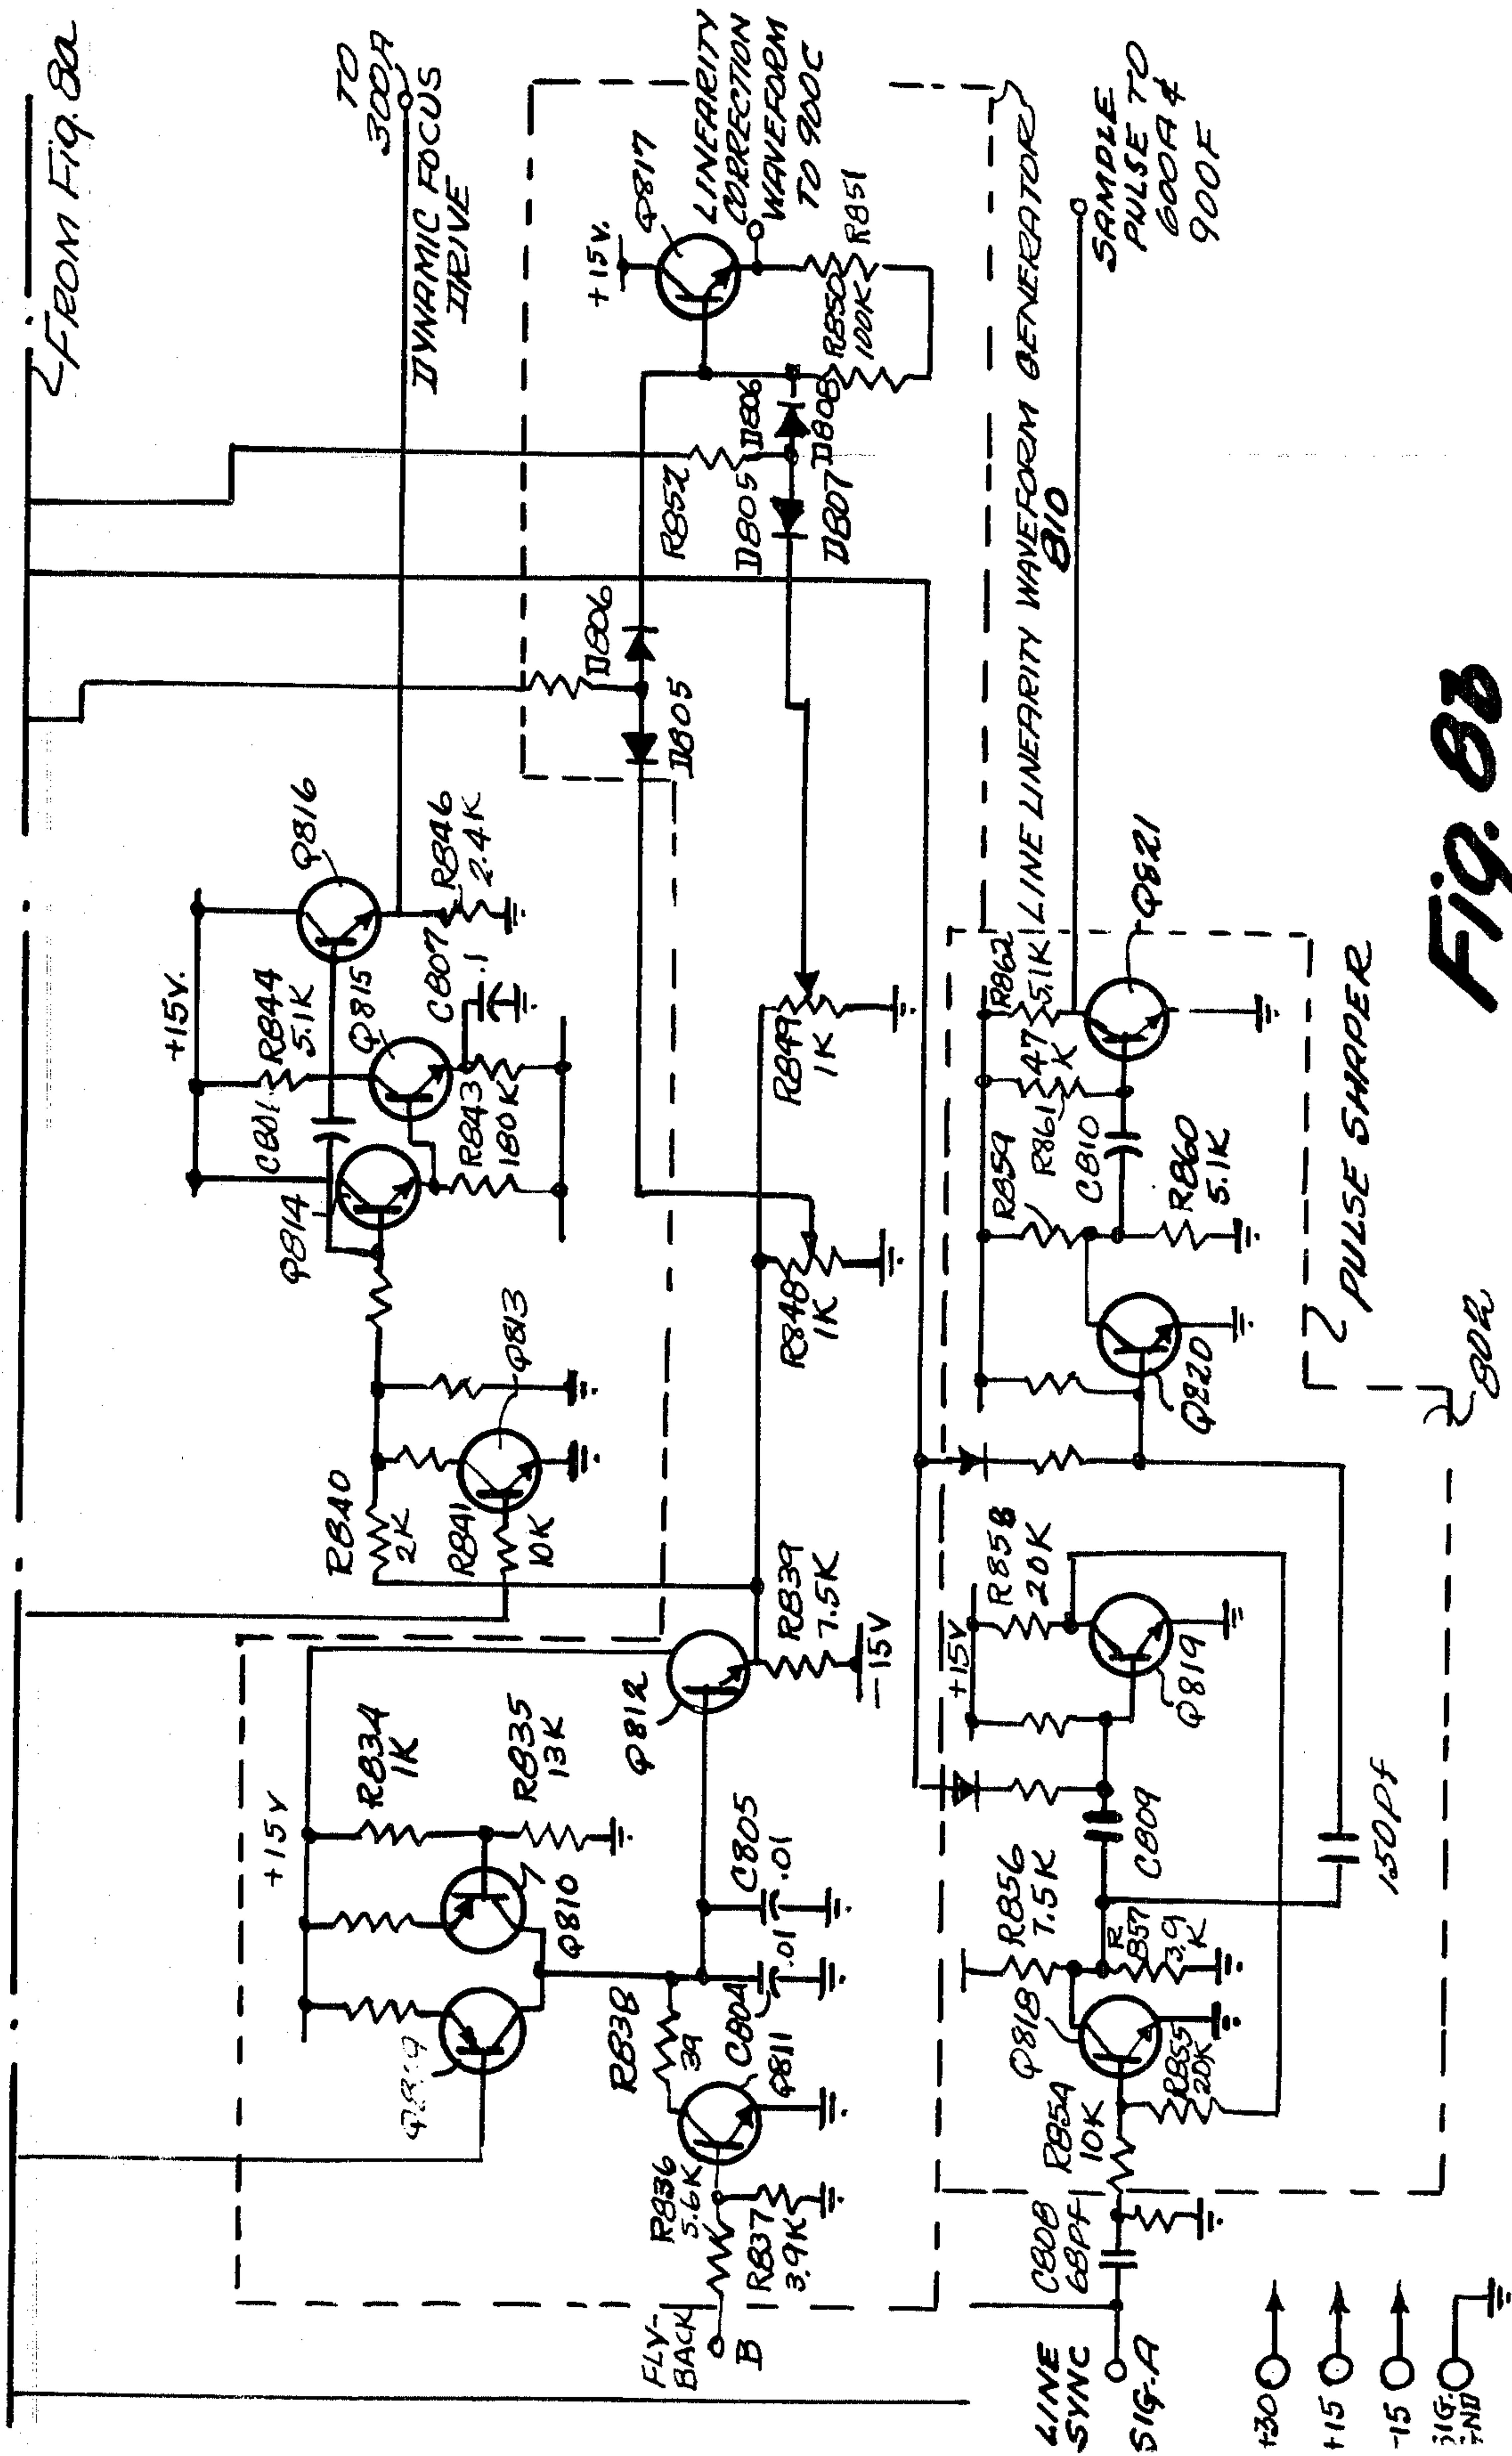 FROM Fig. 8a
TO
300A
DYNAMIC FOCUS
DRIVE
+15V.
Q816
R844
5.1K
C801
Q815
R846
2.4K
C807
.1
Q814
R843
180K
Q813
R840
2K
R841
10K
+15V.
Q817
LINEARITY
CORRECTION
WAVEFORM
TO 900C
R850
100K
R851
R852
D806
D805
D808
D807
D806
D805
R849
1K
R848
1K
+15V
R834
1K
R835
13K
Q810
Q812
R839
7.5K
-15V
R838
39
C804
.01
C805
.01
Q811
R836
5.6K
R837
3.9K
FLY-
BACK
B
LINE LINEARITY WAVEFORM GENERATOR
810
SAMPLE
PULSE TO
600A &
900F
R862
5.1K
47
K
R861
R859
C810
R860
5.1K
Q821
Q820
PULSE SHAPER
802
+15V
R858
20K
Q819
R856
7.5K
C809
R
857
3.9
K
150PF
Q818
R855
20K
R854
10K
C808
68PF
LINE
SYNC
SIG. A
+30
+15
-15
Fig. 8b